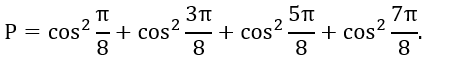 P = cos² π/8 + cos² 3π/8 + cos² 5π/8 + cos² 7π/8.